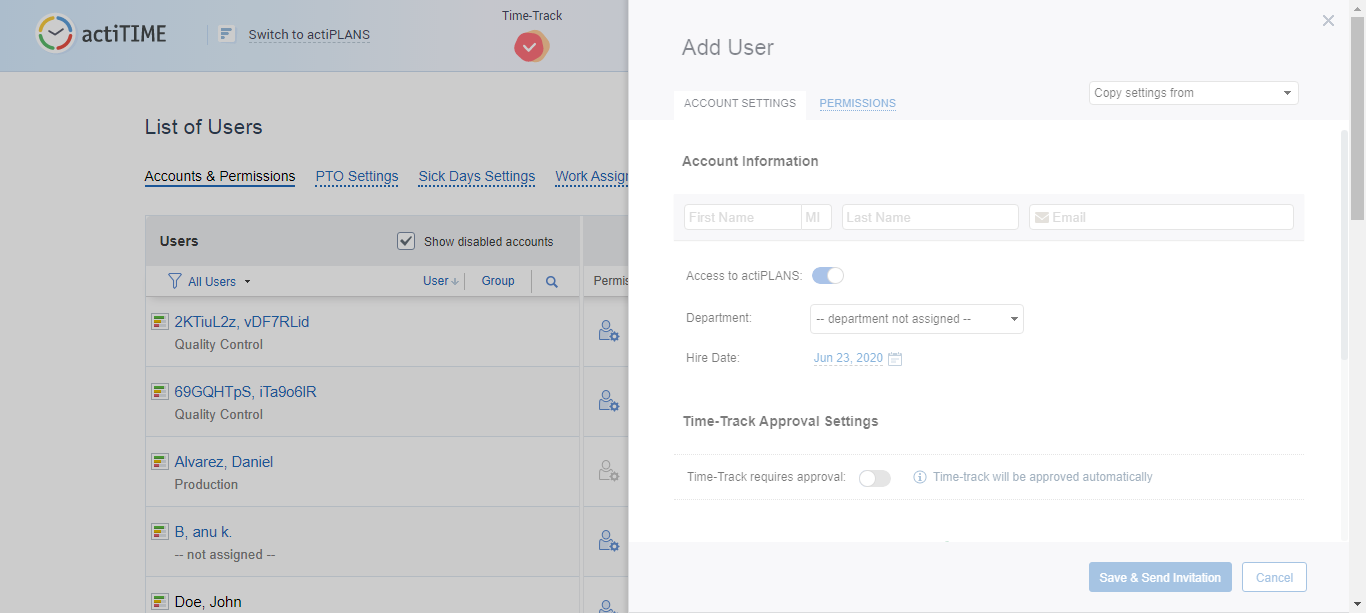 actiTIME
Switch to actiPLANS
Time-Track
List of Users
Accounts & Permissions
PTO Settings
Sick Days Settings
Work Assign
Users
Show disabled accounts
All Users
User
Group
Permis
2KTiuL2z, vDF7RLid
Quality Control
69GQHTpS, iTa9o6lR
Quality Control
Alvarez, Daniel
Production
B, anu k.
-- not assigned --
Doe, John
Add User
ACCOUNT SETTINGS
PERMISSIONS
Copy settings from
Account Information
First Name
MI
Last Name
Email
Access to actiPLANS:
Department:
-- department not assigned --
Hire Date:
Jun 23, 2020
Time-Track Approval Settings
Time-Track requires approval:
Time-track will be approved automatically
Save & Send Invitation
Cancel